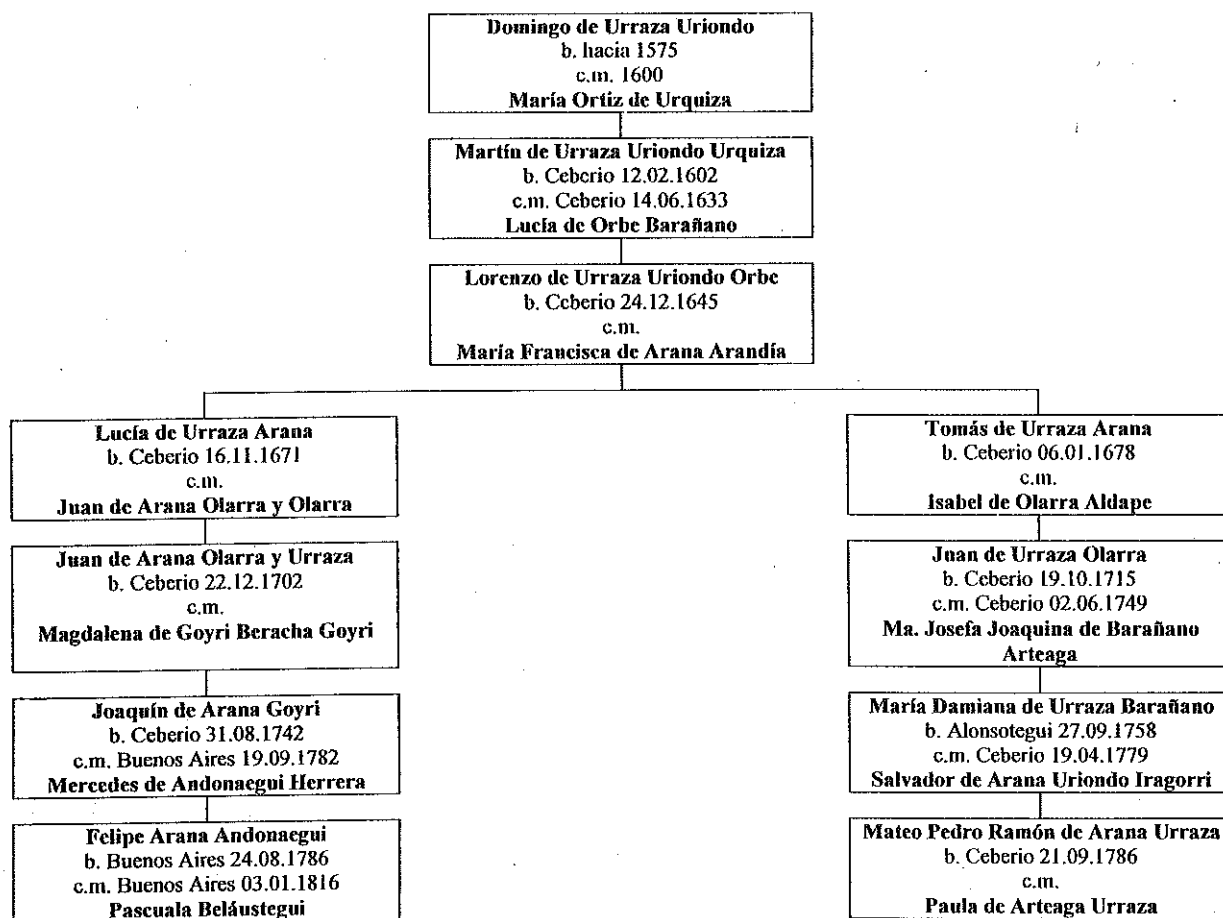 Domingo de Urraza Uriondo
b. hacia 1575
c.m. 1600
María Ortiz de Urquiza
Martín de Urraza Uriondo Urquiza
b. Ceberio 12.02.1602
c.m. Ceberio 14.06.1633
Lucía de Orbe Barañano
Lorenzo de Urraza Uriondo Orbe
b. Ceberio 24.12.1645
c.m.
María Francisca de Arana Arandía
Lucía de Urraza Arana
b. Ceberio 16.11.1671
c.m.
Juan de Arana Olarra y Olarra
Juan de Arana Olarra y Urraza
b. Ceberio 22.12.1702
c.m.
Magdalena de Goyri Beracha Goyri
Joaquín de Arana Goyri
b. Ceberio 31.08.1742
c.m. Buenos Aires 19.09.1782
Mercedes de Andonaegui Herrera
Felipe Arana Andonaegui
b. Buenos Aires 24.08.1786
c.m. Buenos Aires 03.01.1816
Pascuala Beláustegui
Tomás de Urraza Arana
b. Ceberio 06.01.1678
c.m.
Isabel de Olarra Aldape
Juan de Urraza Olarra
b. Ceberio 19.10.1715
c.m. Ceberio 02.06.1749
Ma. Josefa Joaquina de Barañano
Arteaga
María Damiana de Urraza Barañano
b. Alonsotegui 27.09.1758
c.m. Ceberio 19.04.1779
Salvador de Arana Uriondo Iragorri
Mateo Pedro Ramón de Arana Urraza
b. Ceberio 21.09.1786
c.m.
Paula de Arteaga Urraza